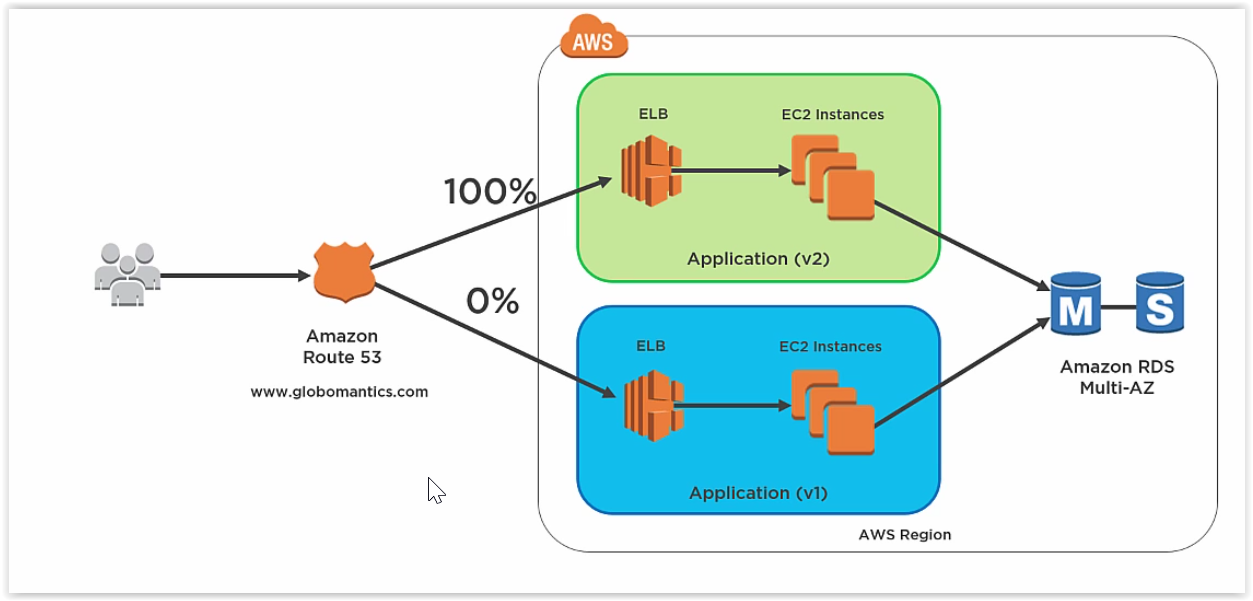 AWS
ELB
EC2 Instances
100%
Application (v2)
0%
Amazon
Route 53
www.globomantics.com
ELB
EC2 Instances
Application (v1)
M
S
Amazon RDS
Multi-AZ
AWS Region